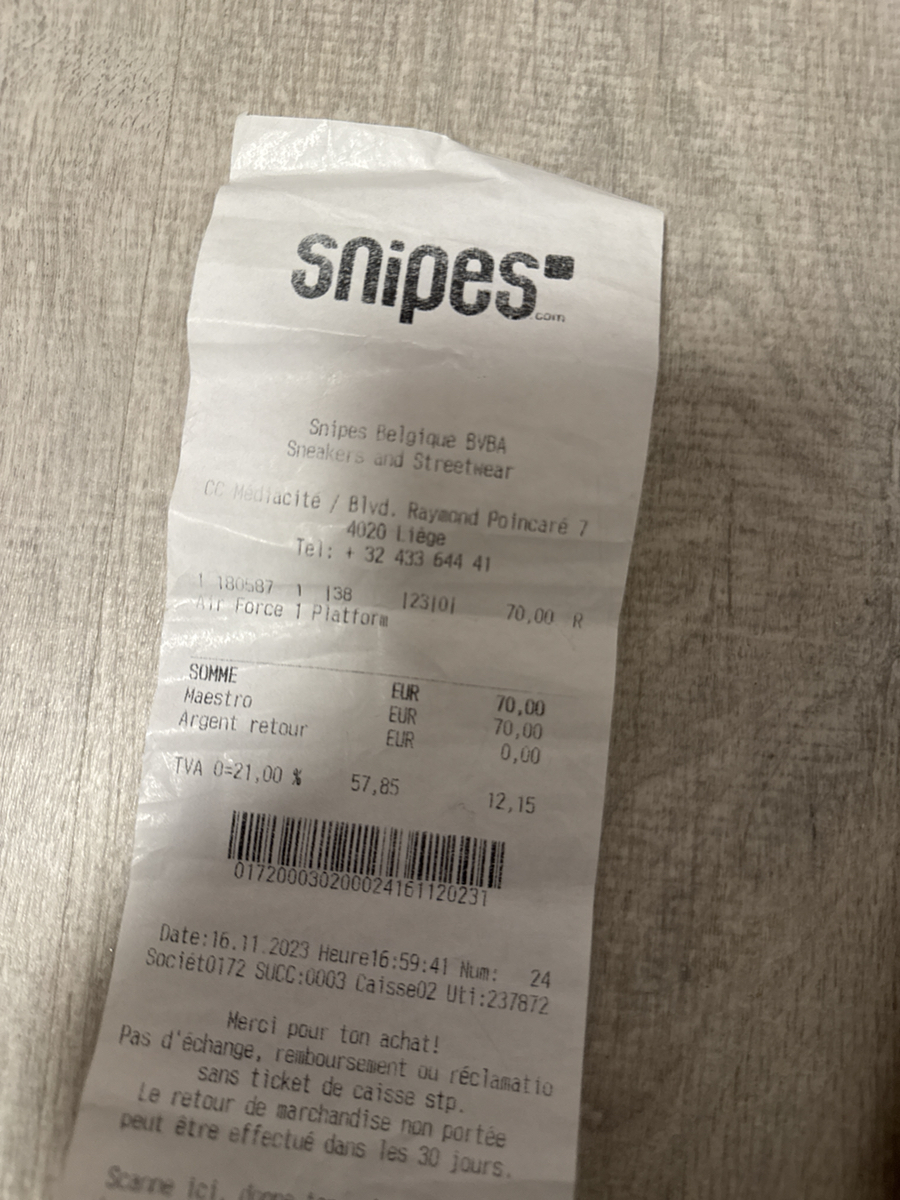 snipes
.com
Snipes Belgique BVBA
Sneakers and Streetwear
CC Médiacité / Blvd. Raymond Poincaré 7
4020 Liège
Tel: + 32 433 644 41
1 180587 1 |38 |23|0| 70,00 R
Air Force 1 Platform
SOMME EUR 70,00
Maestro EUR 70,00
Argent retour EUR 0,00
TVA 0=21,00 % 57,85 12,15
017200030200024161120231
Date:16.11.2023 Heure16:59:41 Num: 24
Sociét0172 SUCC:0003 Caisse02 Uti:237872
Merci pour ton achat!
Pas d'échange, remboursement ou réclamatio
sans ticket de caisse stp.
Le retour de marchandise non portée
peut être effectué dans les 30 jours.
Scanne ici, donne